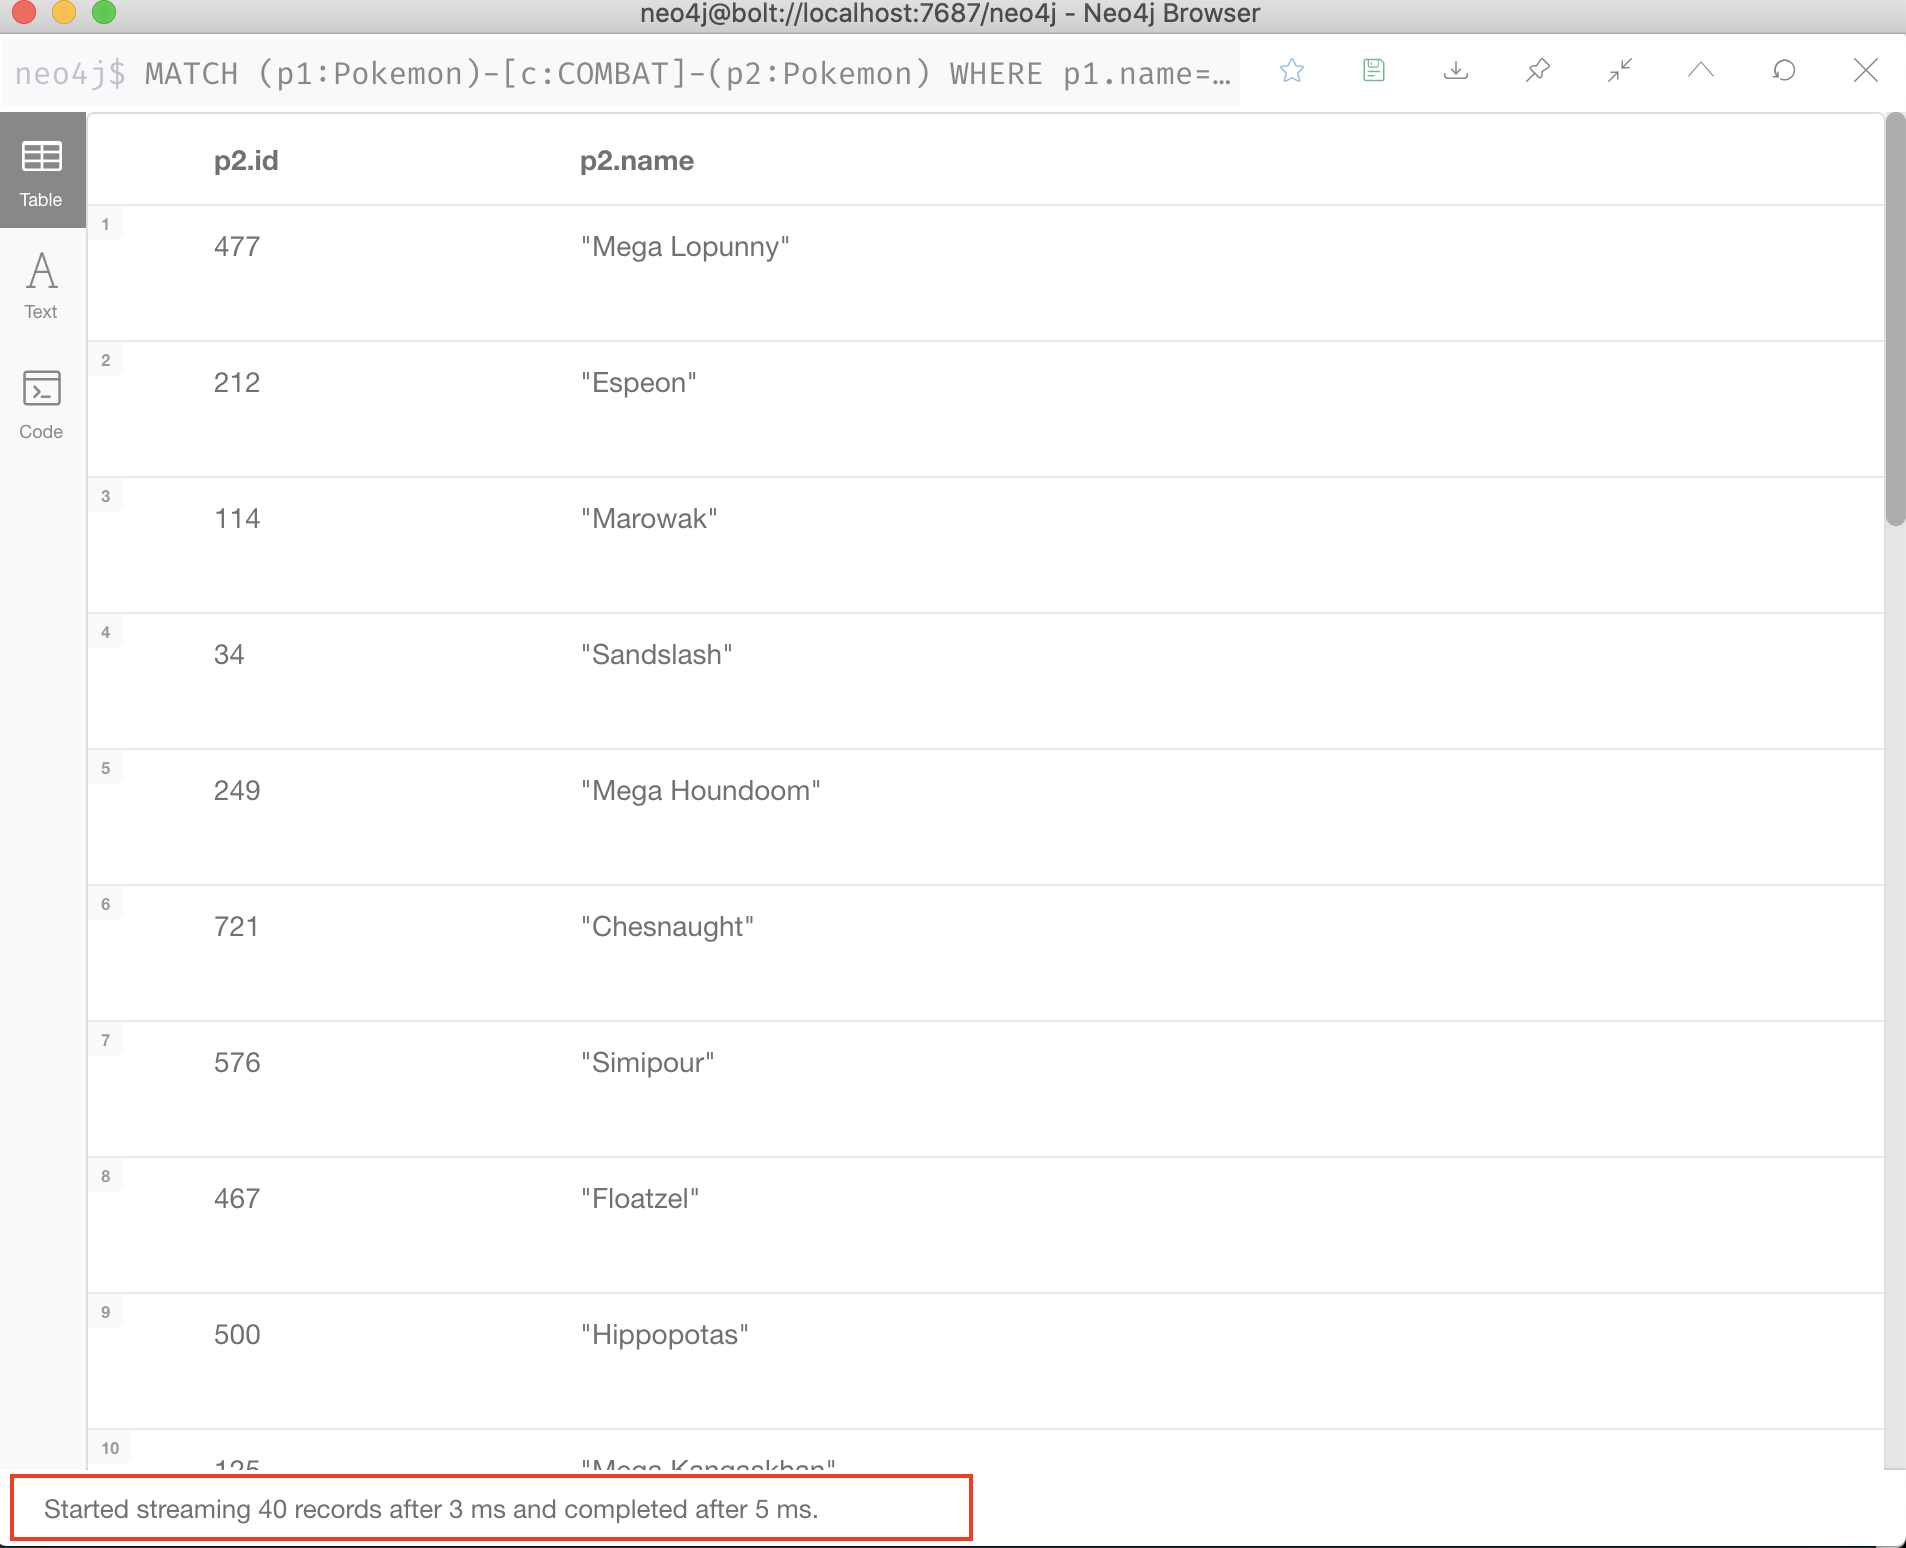 neo4j@bolt://localhost:7687/neo4j - Neo4j Browser
neo4j$ MATCH (p1:Pokemon)-[c:COMBAT]-(p2:Pokemon) WHERE p1.name=…
Table
Text
Code
p2.id p2.name
1 477 "Mega Lopunny"
2 212 "Espeon"
3 114 "Marowak"
4 34 "Sandslash"
5 249 "Mega Houndoom"
6 721 "Chesnaught"
7 576 "Simipour"
8 467 "Floatzel"
9 500 "Hippopotas"
10 125 "Mega Kangaskhan"
Started streaming 40 records after 3 ms and completed after 5 ms.